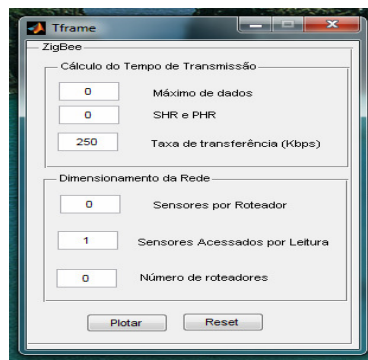 Tframe
ZigBee
Cálculo do Tempo de Transmissão
0 Máximo de dados
0 SHR e PHR
250 Taxa de transferência (Kbps)
Dimensionamento da Rede
0 Sensores por Roteador
1 Sensores Acessados por Leitura
0 Número de roteadores
Plotar Reset